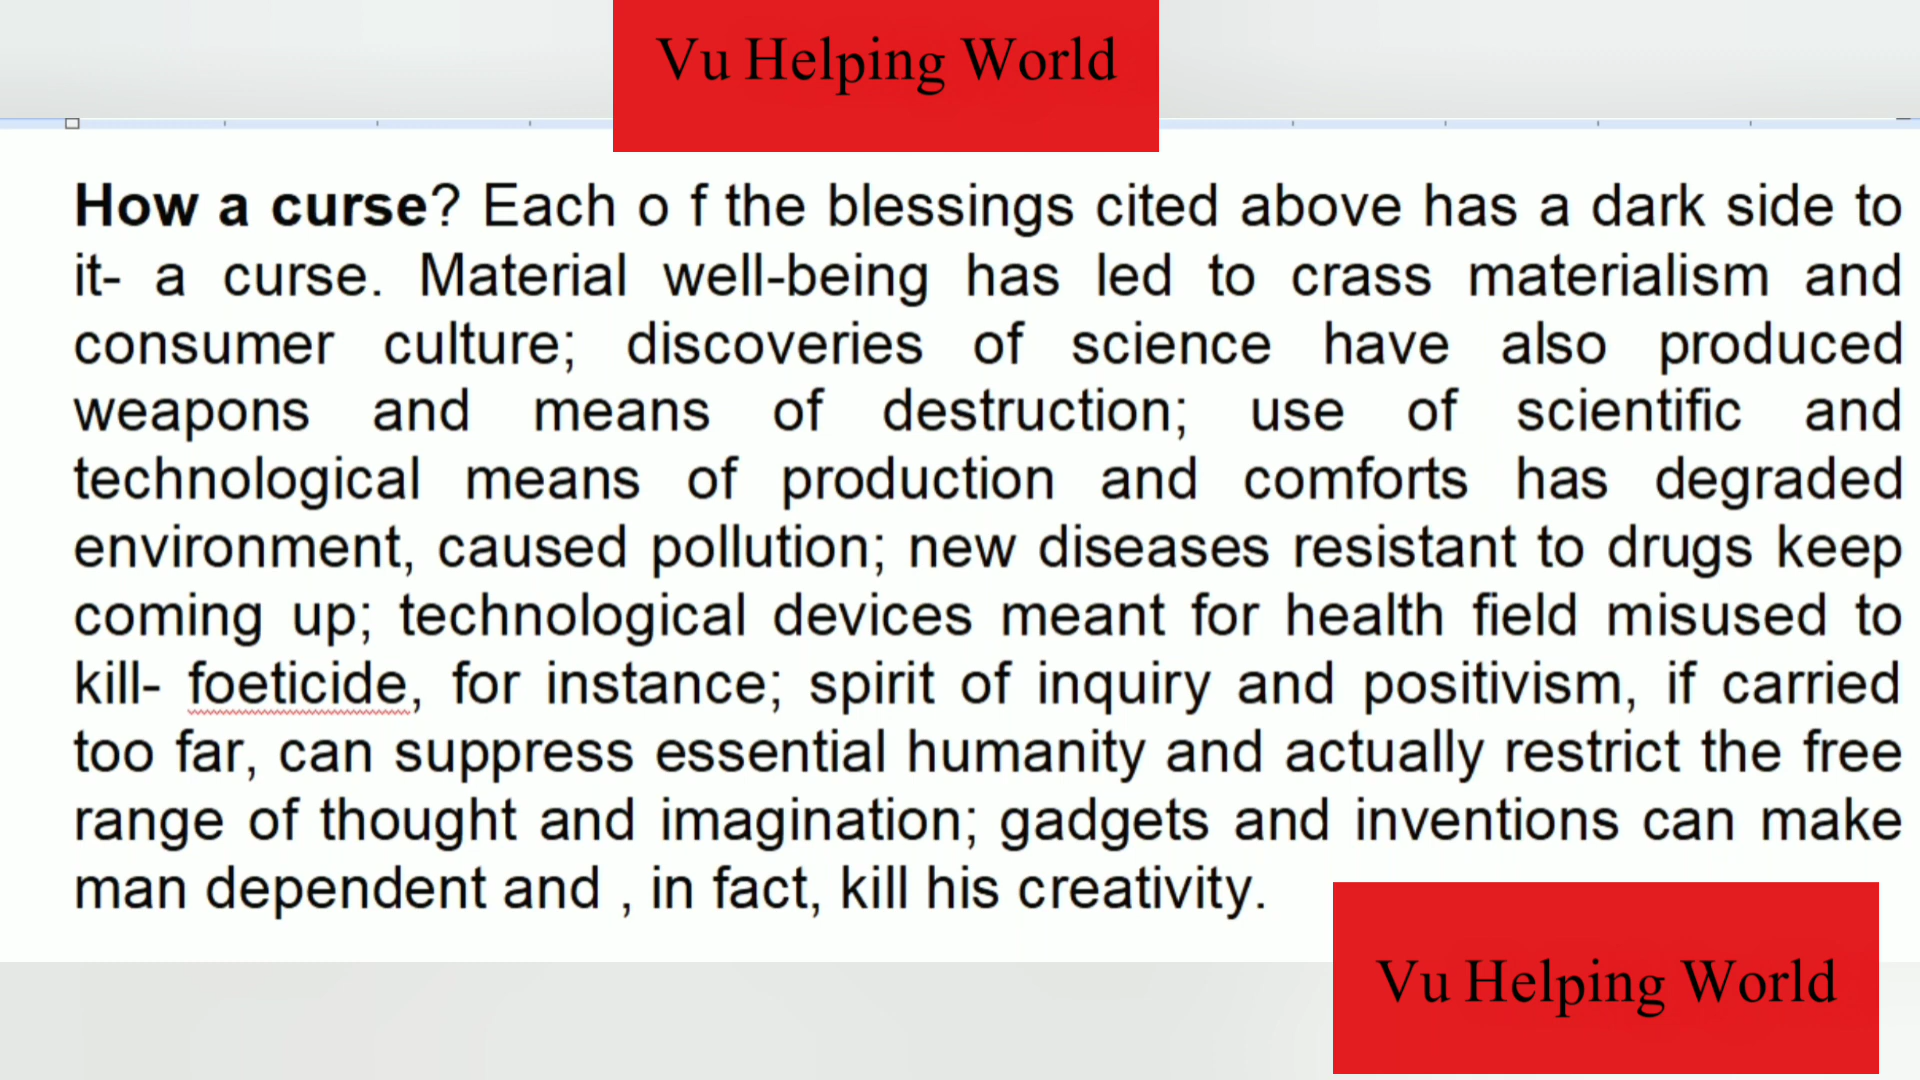 Vu Helping World
How a curse? Each o f the blessings cited above has a dark side to
it- a curse. Material well-being has led to crass materialism and
consumer culture; discoveries of science have also produced
weapons and means of destruction; use of scientific and
technological means of production and comforts has degraded
environment, caused pollution; new diseases resistant to drugs keep
coming up; technological devices meant for health field misused to
kill- foeticide, for instance; spirit of inquiry and positivism, if carried
too far, can suppress essential humanity and actually restrict the free
range of thought and imagination; gadgets and inventions can make
man dependent and , in fact, kill his creativity.
Vu Helping World